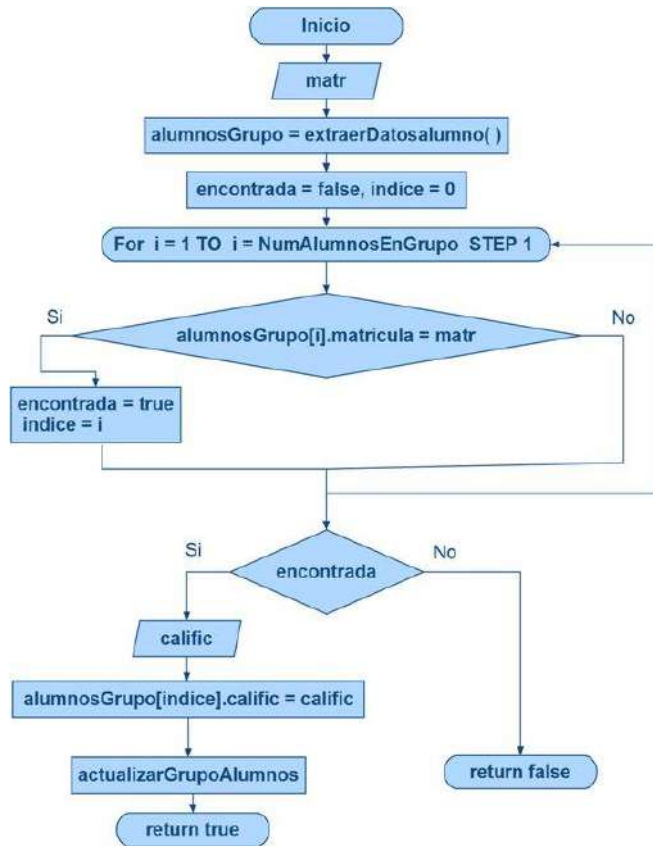 Inicio
matr
alumnosGrupo = extraerDatosalumno( )
encontrada = false, indice = 0
For i = 1 TO i = NumAlumnosEnGrupo STEP 1
Si
No
alumnosGrupo[i].matricula = matr
encontrada = true
indice = i
Si
No
encontrada
calific
alumnosGrupo[indice].calific = calific
actualizarGrupoAlumnos
return false
return true